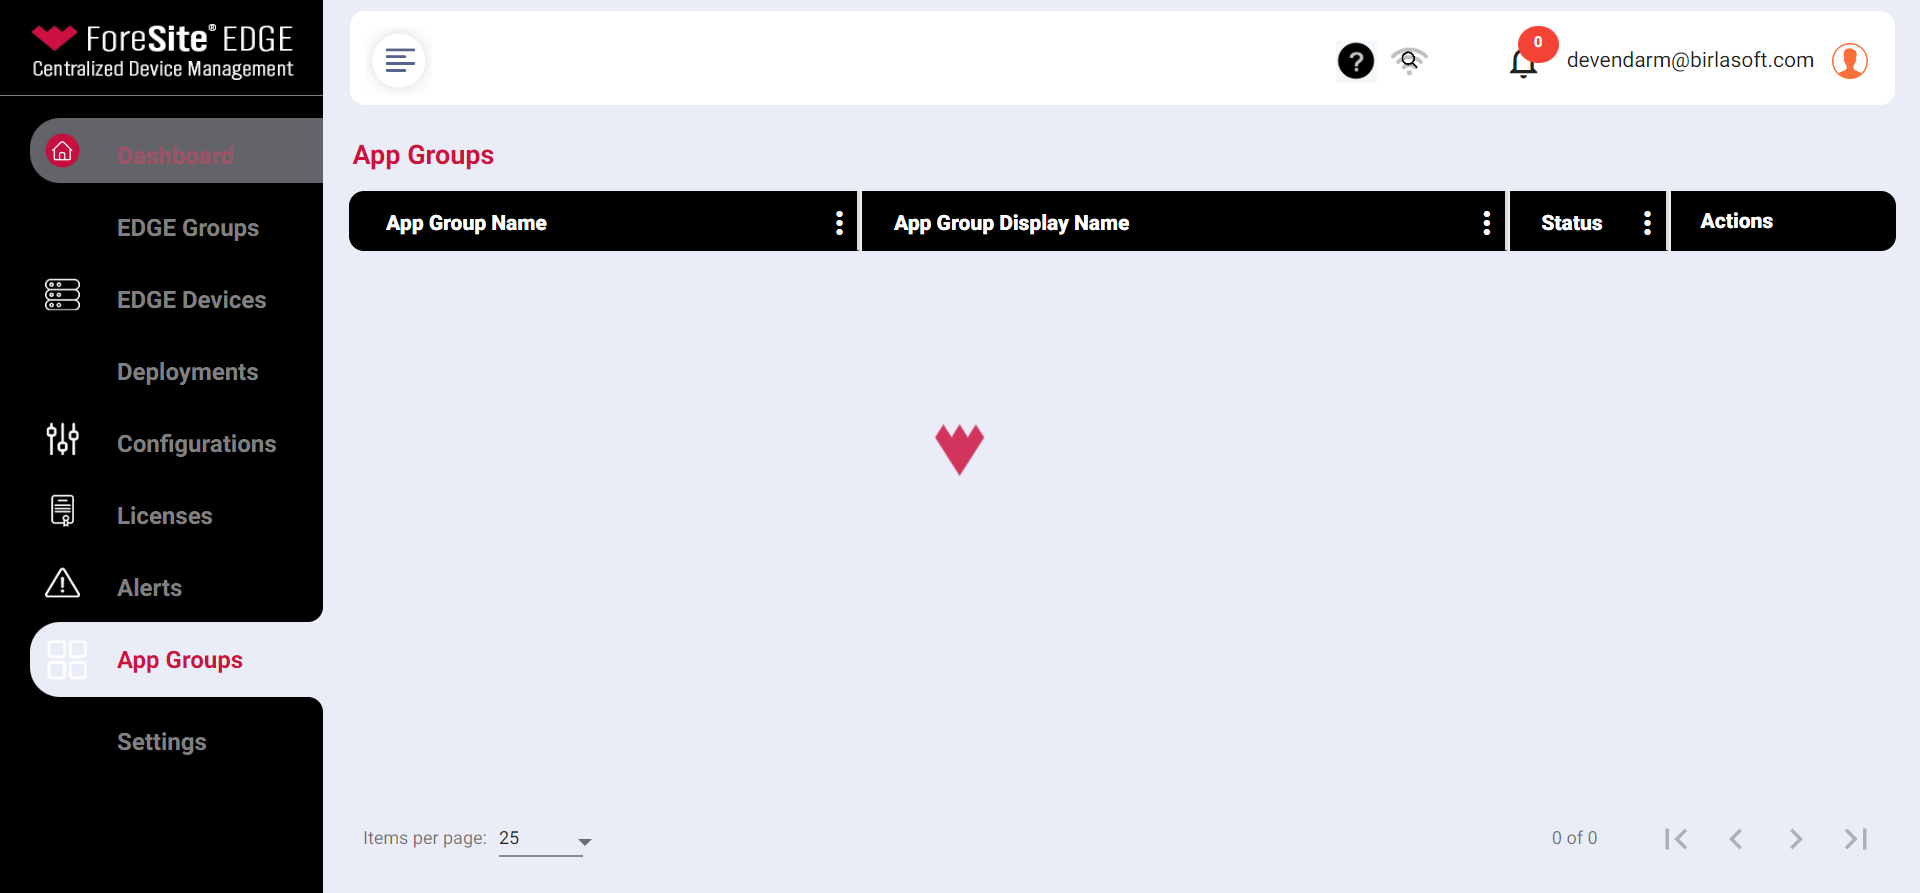 ForeSite® EDGE
Centralized Device Management
Dashboard
EDGE Groups
EDGE Devices
Deployments
Configurations
Licenses
Alerts
App Groups
Settings
?
0
devendarm@birlasoft.com
App Groups
App Group Name
App Group Display Name
Status
Actions
Items per page: 25
0 of 0